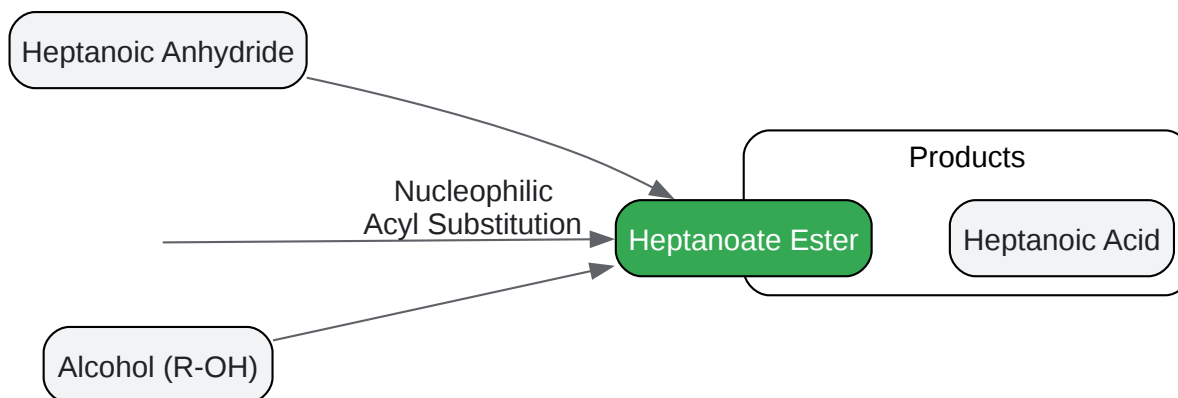 Heptanoic Anhydride
Products
Nucleophilic
Acyl Substitution
Heptanoate Ester
Heptanoic Acid
Alcohol (R-OH)